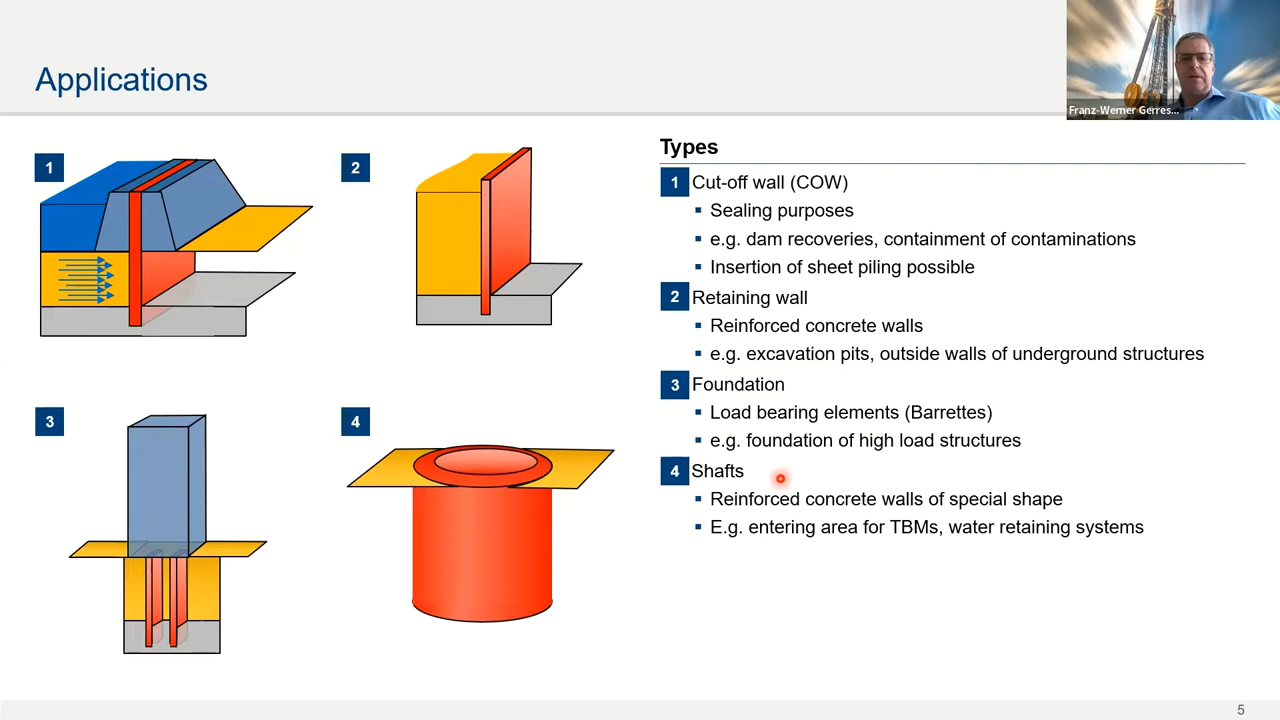 Applications
Franz-Werner Gerres...
1
2
3
4
Types
1 Cut-off wall (COW)
Sealing purposes
e.g. dam recoveries, containment of contaminations
Insertion of sheet piling possible
2 Retaining wall
Reinforced concrete walls
e.g. excavation pits, outside walls of underground structures
3 Foundation
Load bearing elements (Barrettes)
e.g. foundation of high load structures
4 Shafts
Reinforced concrete walls of special shape
E.g. entering area for TBMs, water retaining systems
5